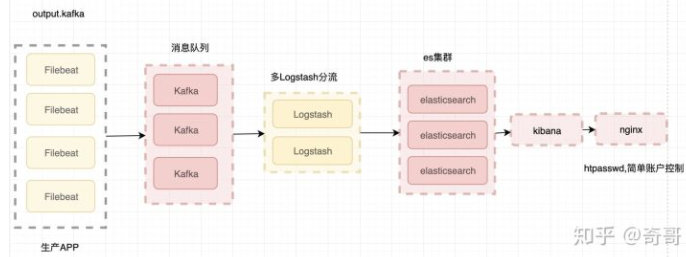 output.kafka
Filebeat
Filebeat
Filebeat
Filebeat
生产APP
消息队列
Kafka
Kafka
Kafka
多Logstash分流
Logstash
Logstash
es集群
elasticsearch
elasticsearch
elasticsearch
kibana
nginx
htpasswd,简单账户控制
知乎 @奇哥